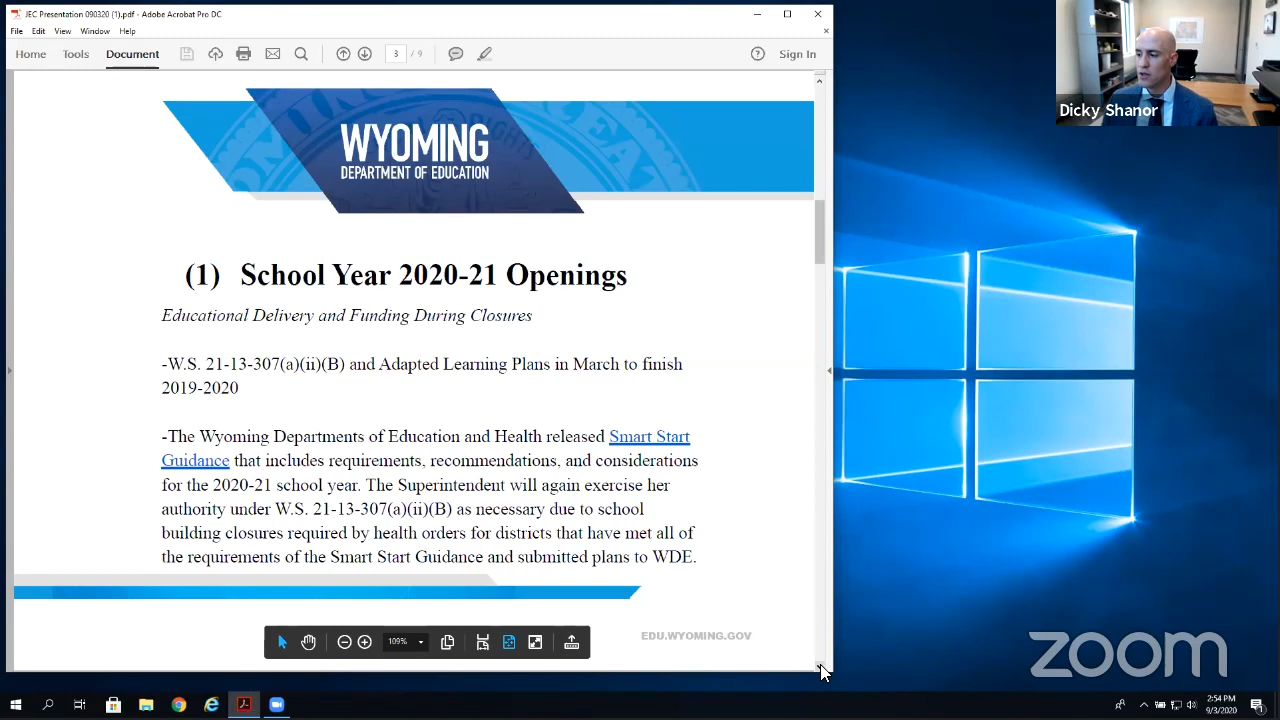 JEC Presentation 090320 (1).pdf - Adobe Acrobat Pro DC
File Edit View Window Help
Home Tools Document 3 / 9 Sign In
Dicky Shanor
WYOMING
DEPARTMENT OF EDUCATION
(1) School Year 2020-21 Openings
Educational Delivery and Funding During Closures
-W.S. 21-13-307(a)(ii)(B) and Adapted Learning Plans in March to finish
2019-2020
-The Wyoming Departments of Education and Health released Smart Start
Guidance that includes requirements, recommendations, and considerations
for the 2020-21 school year. The Superintendent will again exercise her
authority under W.S. 21-13-307(a)(ii)(B) as necessary due to school
building closures required by health orders for districts that have met all of
the requirements of the Smart Start Guidance and submitted plans to WDE.
EDU.WYOMING.GOV
109%
zoom
2:54 PM
9/3/2020